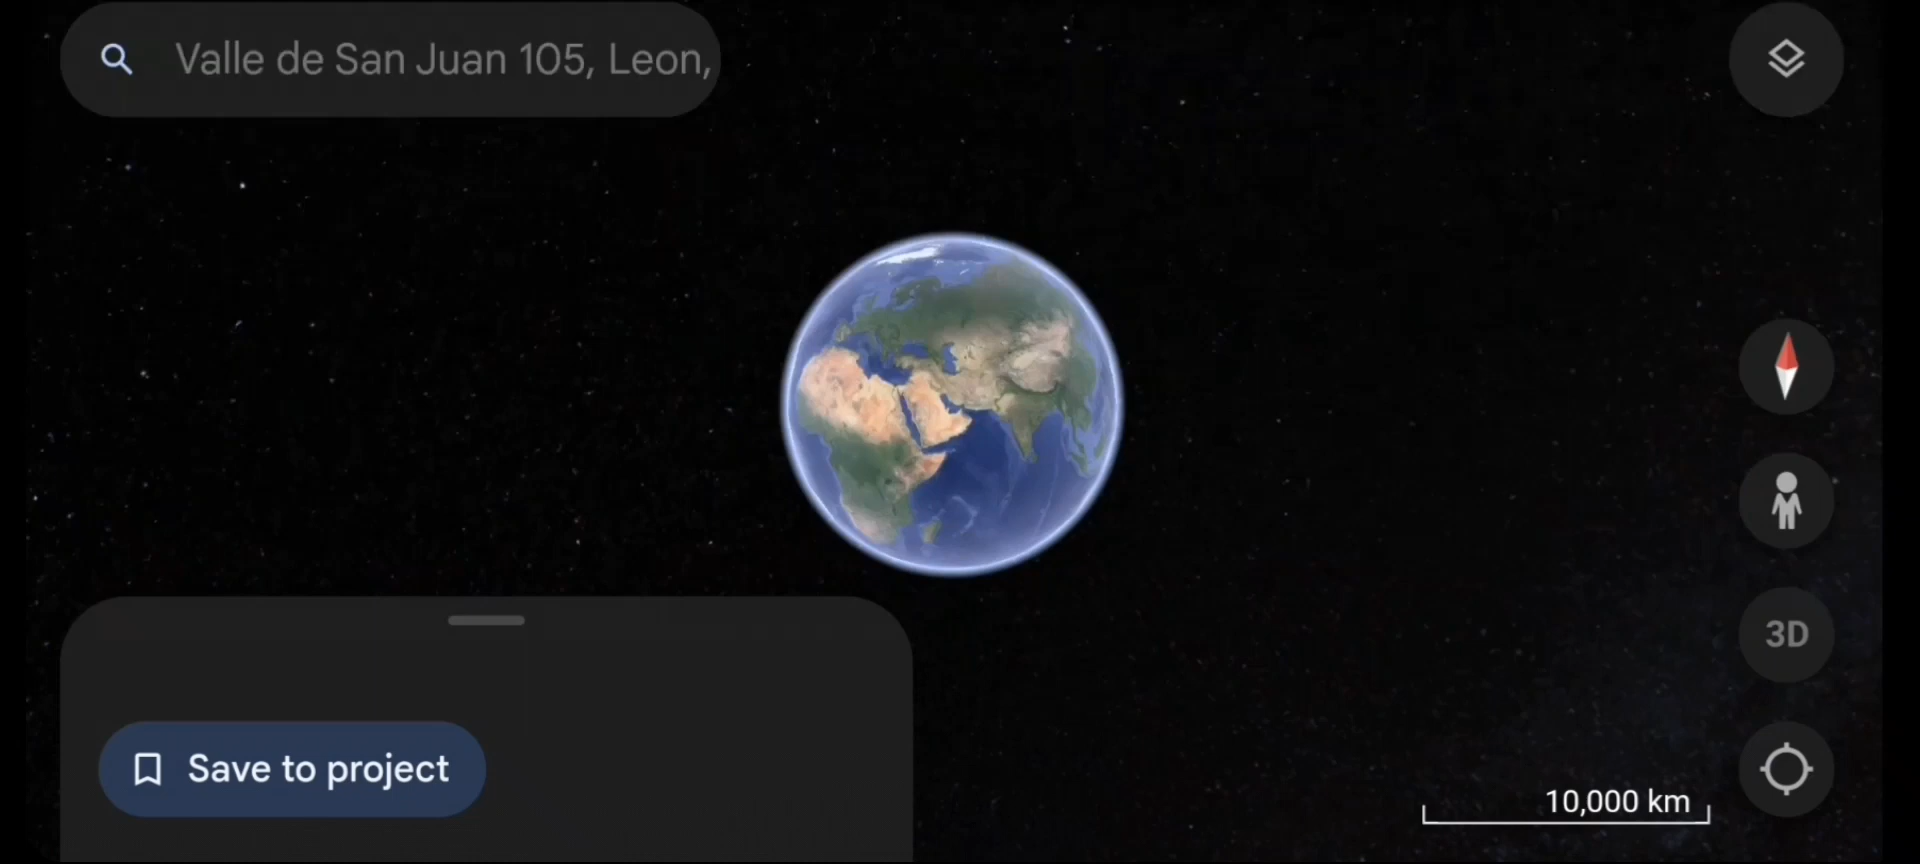 Valle de San Juan 105, Leon,
3D
Save to project
10,000 km